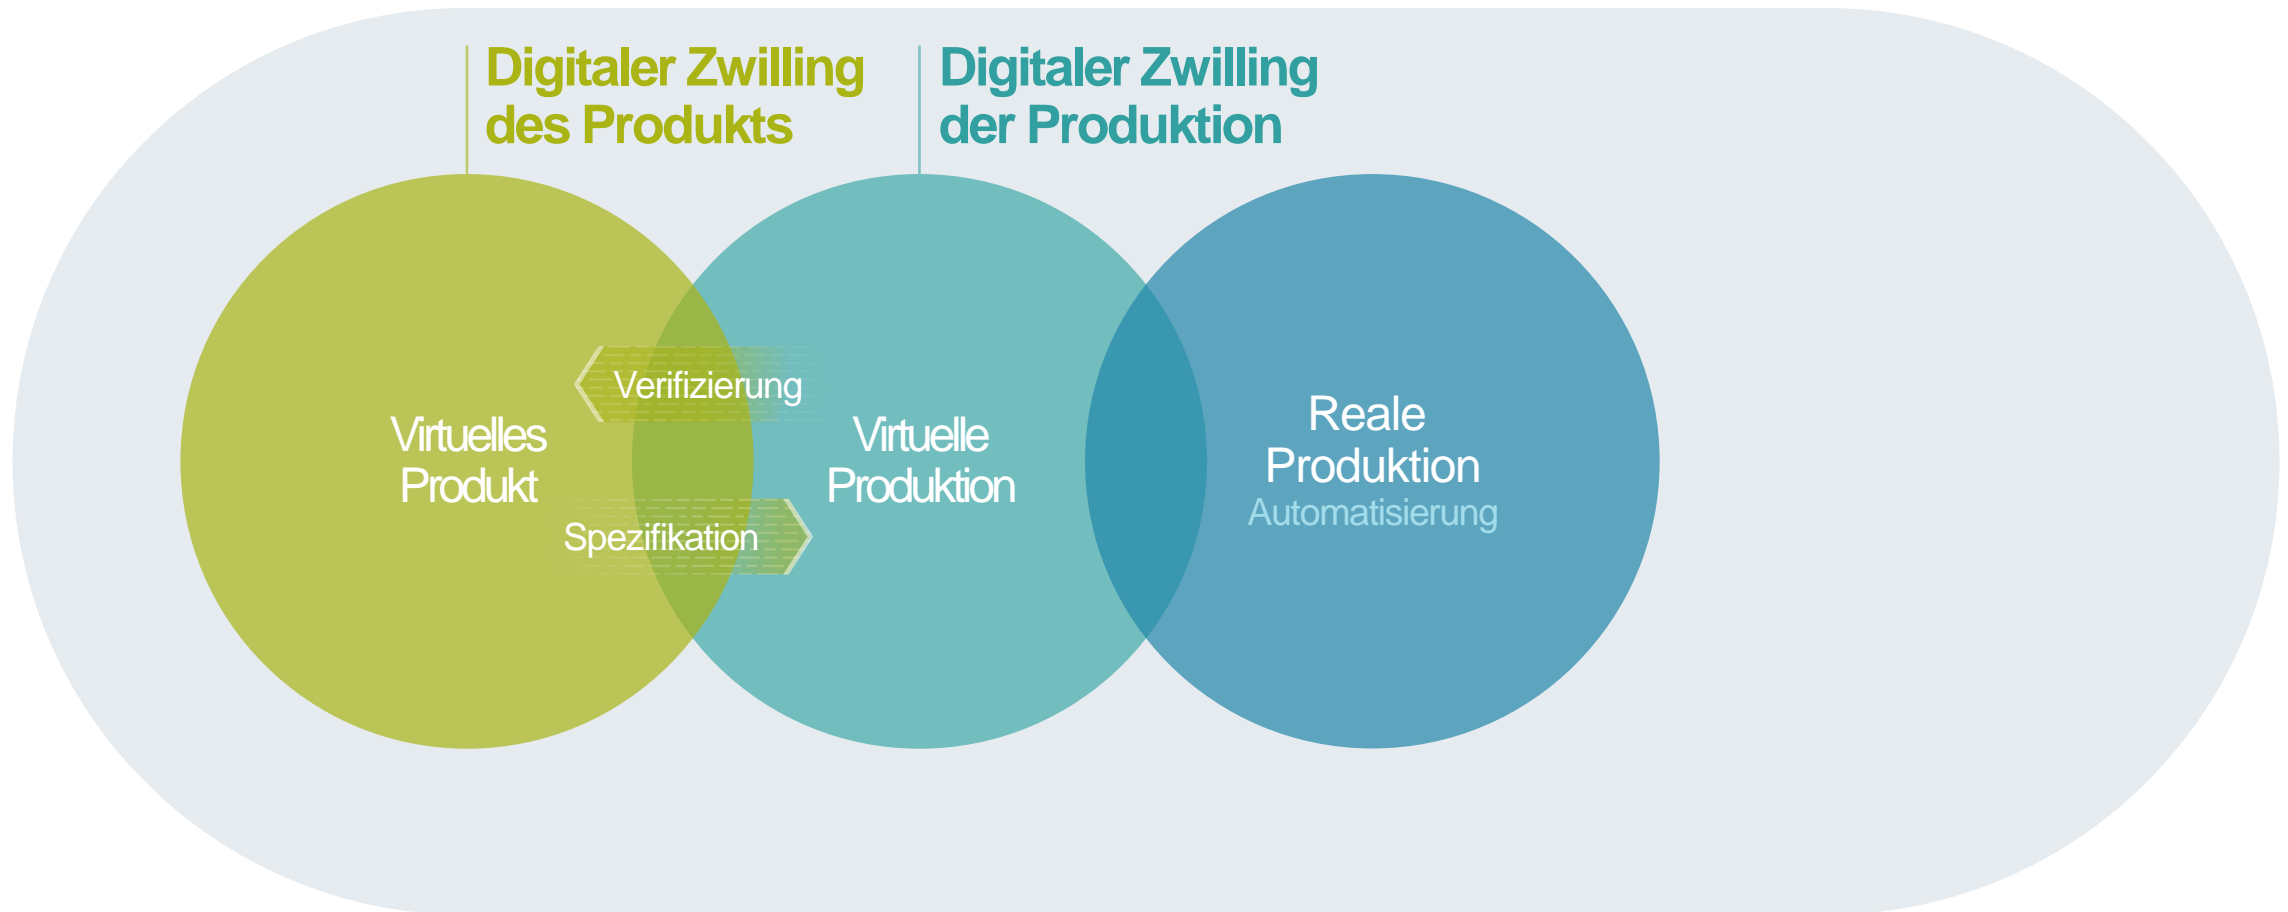 Digitaler Zwilling
des Produkts
Digitaler Zwilling
der Produktion
Verifizierung
Virtuelles
Produkt
Spezifikation
Virtuelle
Produktion
Reale
Produktion
Automatisierung